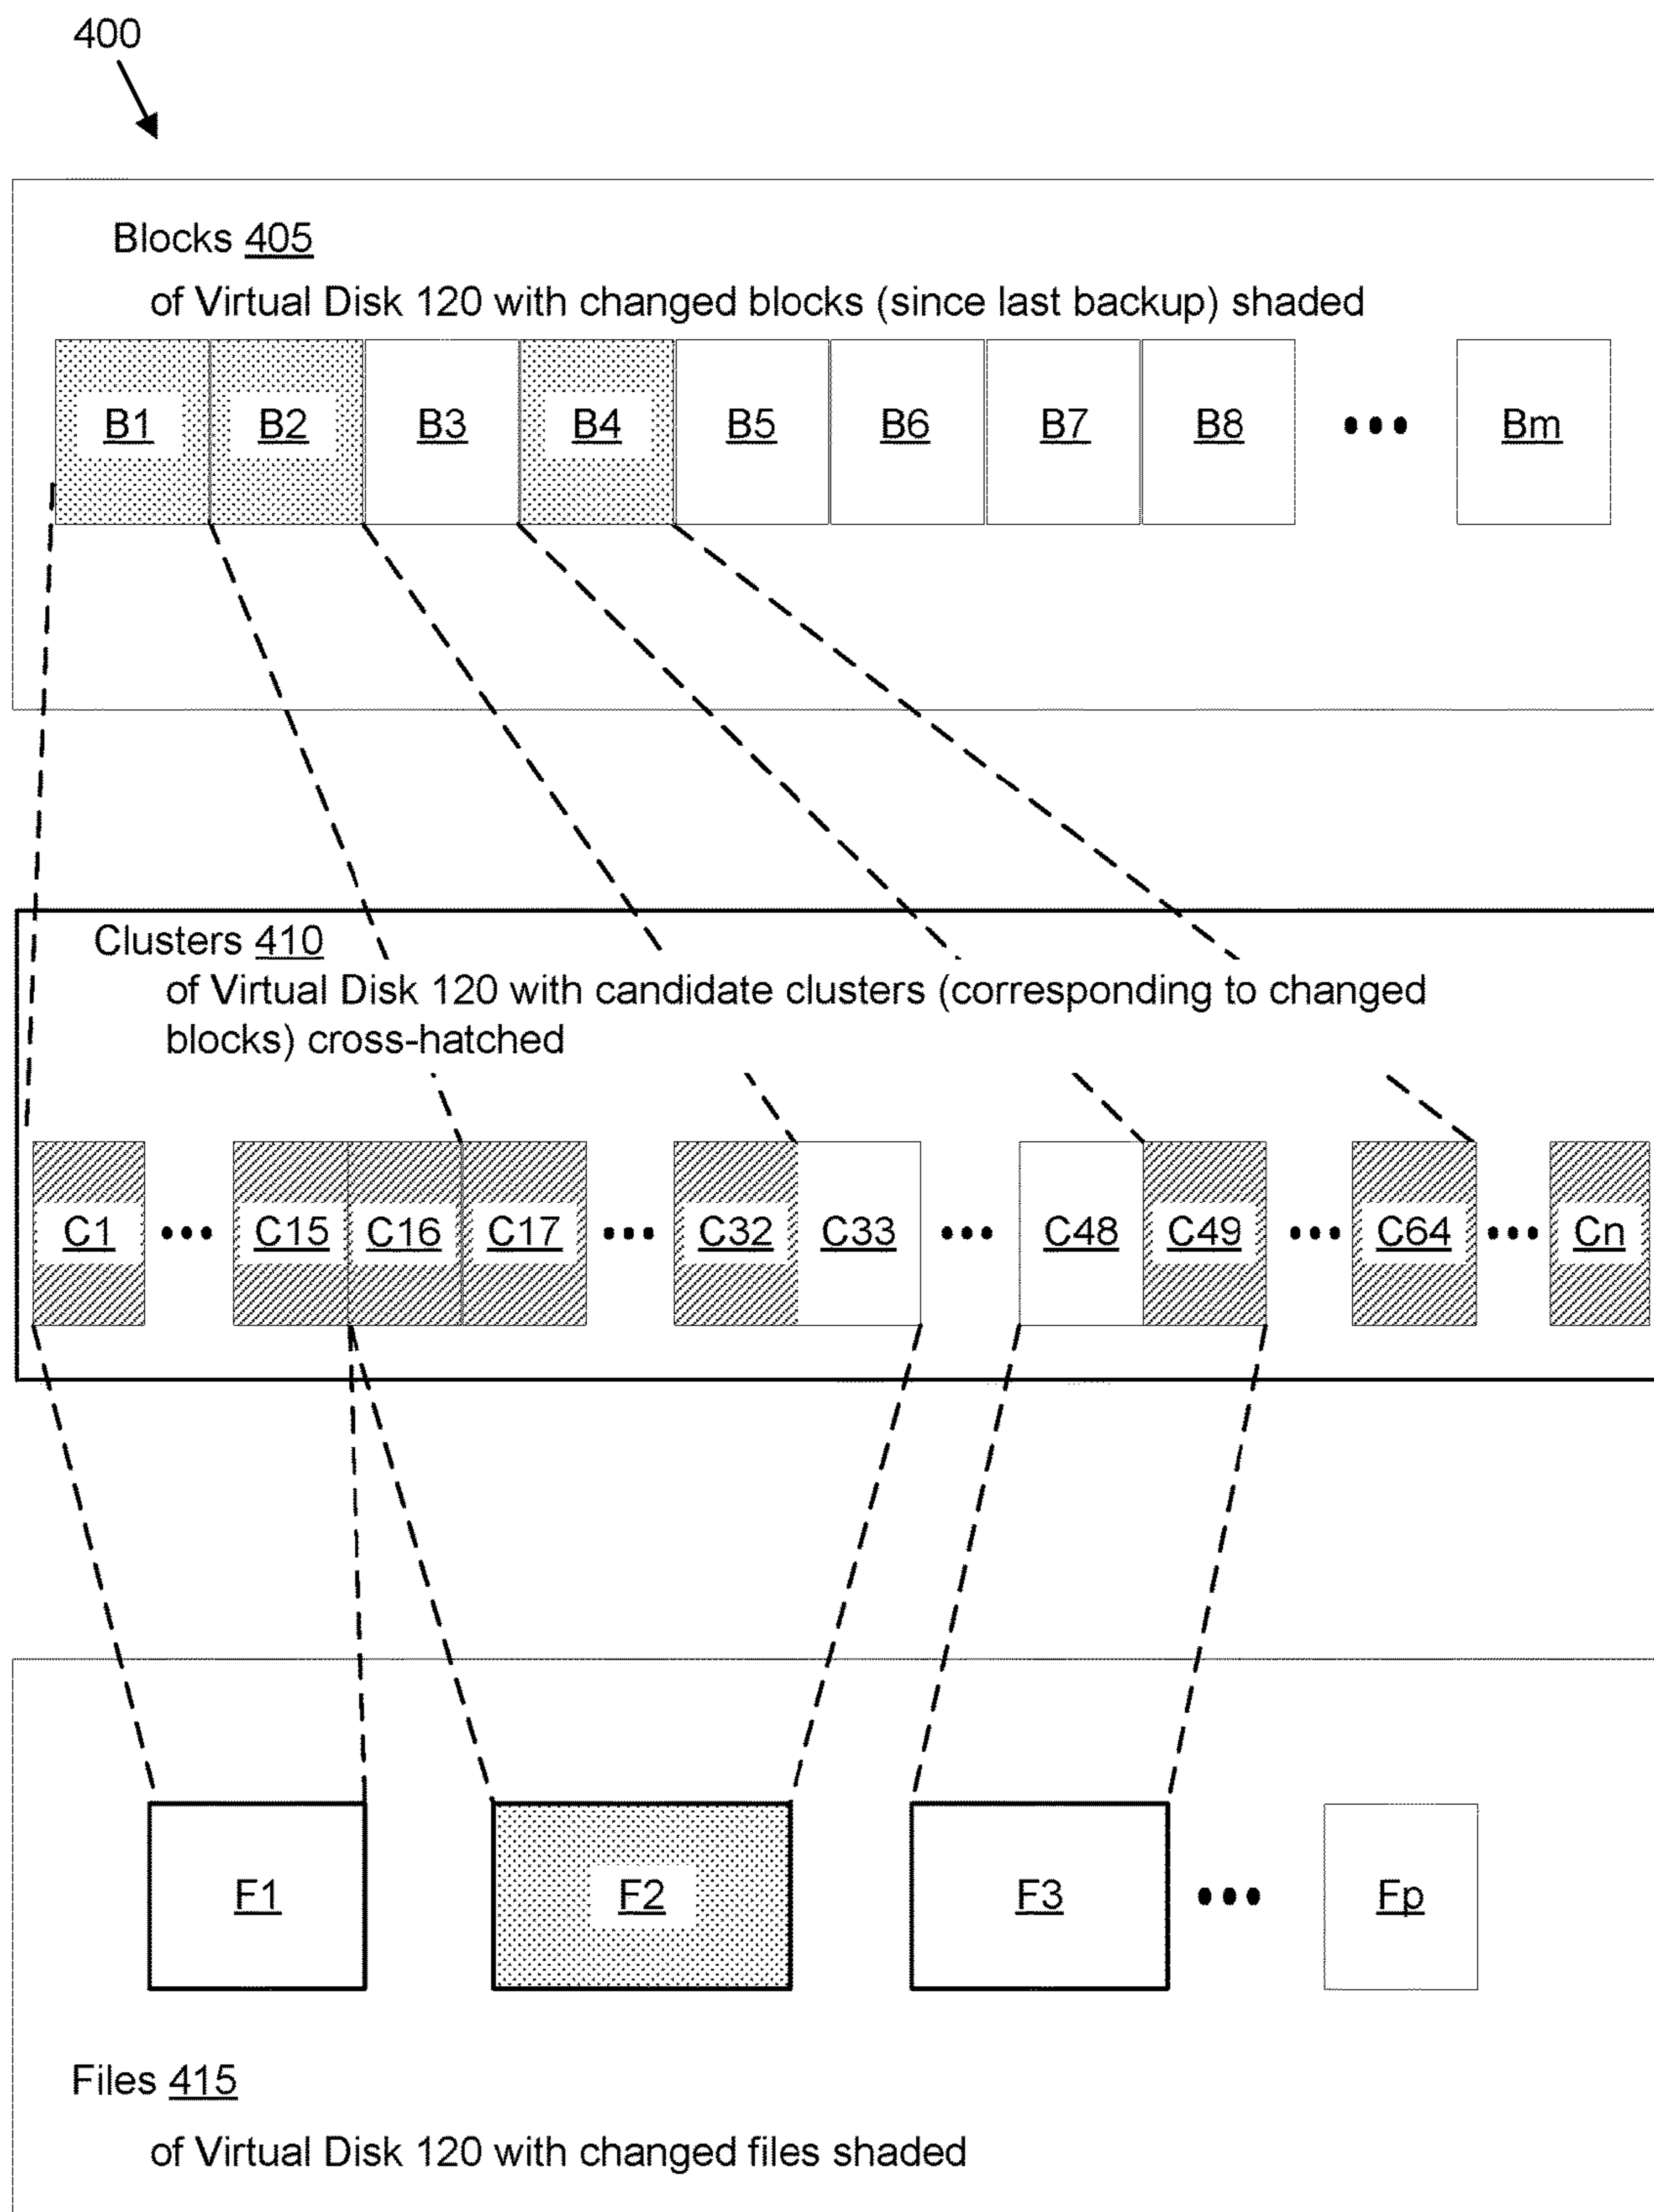 400
Blocks 405
of Virtual Disk 120 with changed blocks (since last backup) shaded
B1 B2 B3 B4 B5 B6 B7 B8 ••• Bm
Clusters 410
of Virtual Disk 120 with candidate clusters (corresponding to changed
blocks) cross-hatched
C1 ••• C15 C16 C17 ••• C32 C33 ••• C48 C49 ••• C64 ••• Cn
F1 F2 F3 ••• Fp
Files 415
of Virtual Disk 120 with changed files shaded